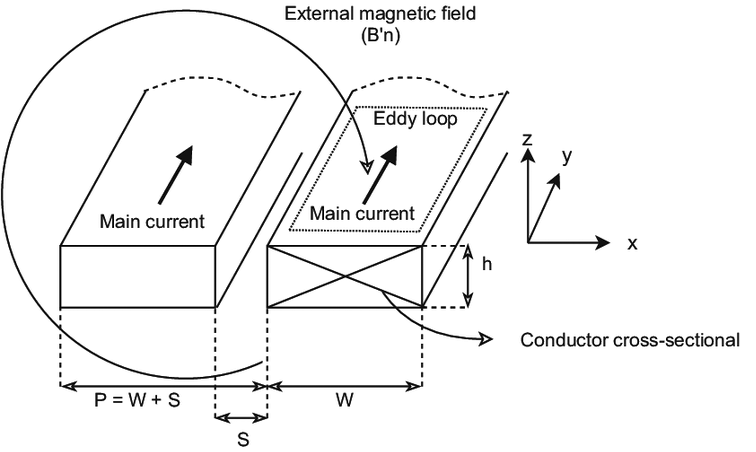 External magnetic field
(B'n)
Eddy loop
Main current
Main current
z
y
x
h
Conductor cross-sectional
P = W + S
W
S